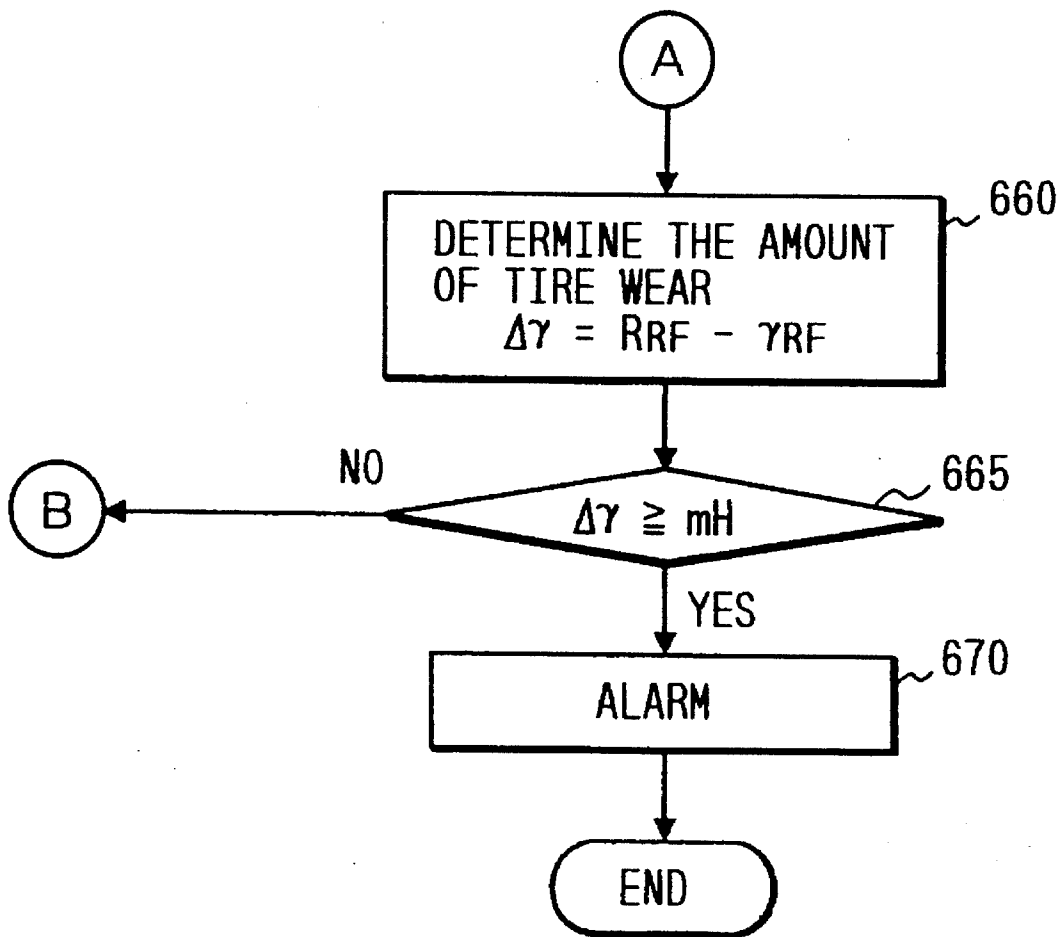 A
660
DETERMINE THE AMOUNT
OF TIRE WEAR
Δγ = RRF - γRF
NO
665
B
Δγ ≧ mH
YES
670
ALARM
END